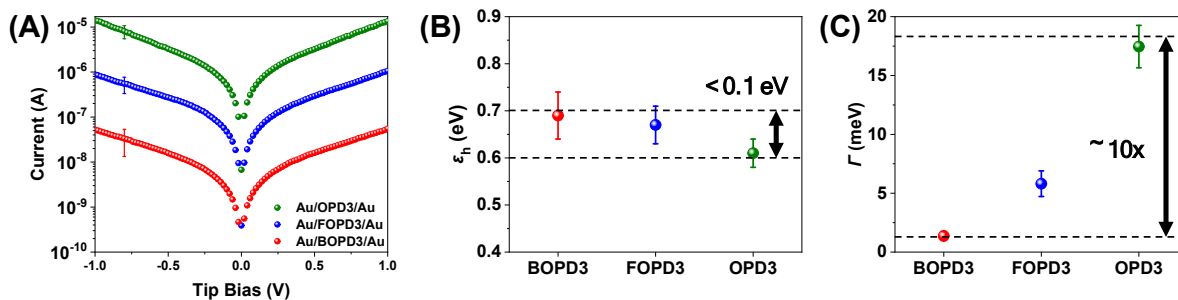 (A)
Current (A)
10⁻⁵
10⁻⁶
10⁻⁷
10⁻⁸
10⁻⁹
10⁻¹⁰
Au/OPD3/Au
Au/FOPD3/Au
Au/BOPD3/Au
-1.0 -0.5 0.0 0.5 1.0
Tip Bias (V)
(B)
εh (eV)
0.9
0.8
0.7
0.6
0.5
0.4
< 0.1 eV
BOPD3 FOPD3 OPD3
(C)
Γ (meV)
20
15
10
5
0
~ 10x
BOPD3 FOPD3 OPD3